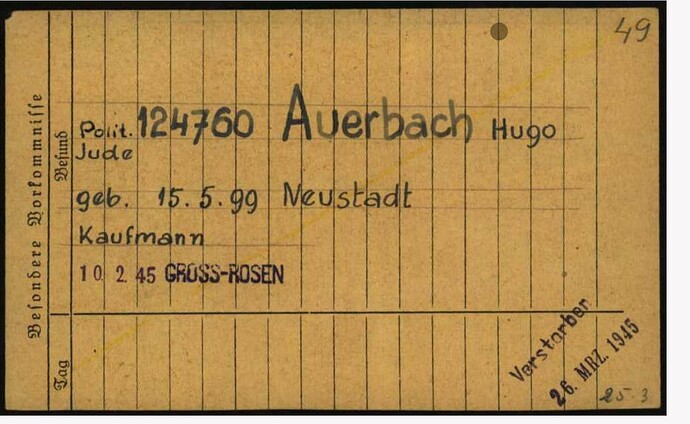 49
Besondere Vorkommnisse
Befund
Polit. 124760 Auerbach Hugo
Jude
geb. 15.5.99 Neustadt
Kaufmann
10. 2. 45 GROSS-ROSEN
Tag
Verstorben
26. MRZ. 1945
25.3